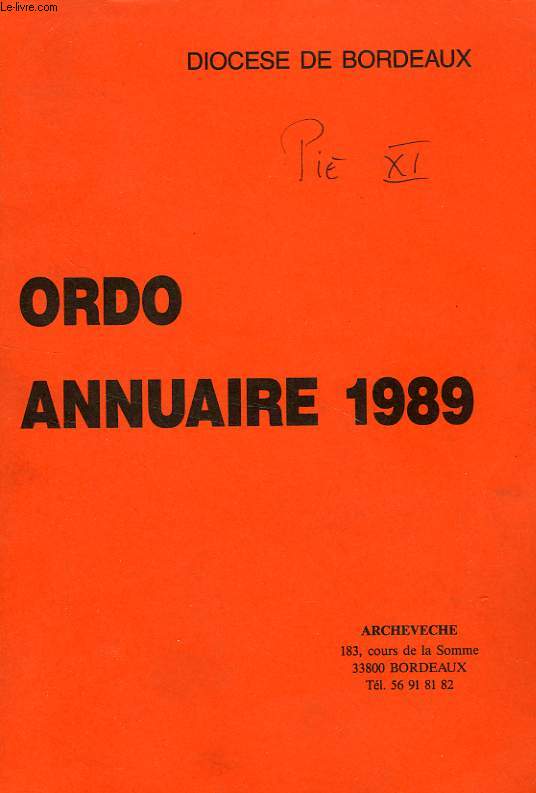 Le-livre.com
DIOCESE DE BORDEAUX
Pie XI
ORDO
ANNUAIRE 1989
ARCHEVECHE
183, cours de la Somme
33800 BORDEAUX
Tél. 56 91 81 82